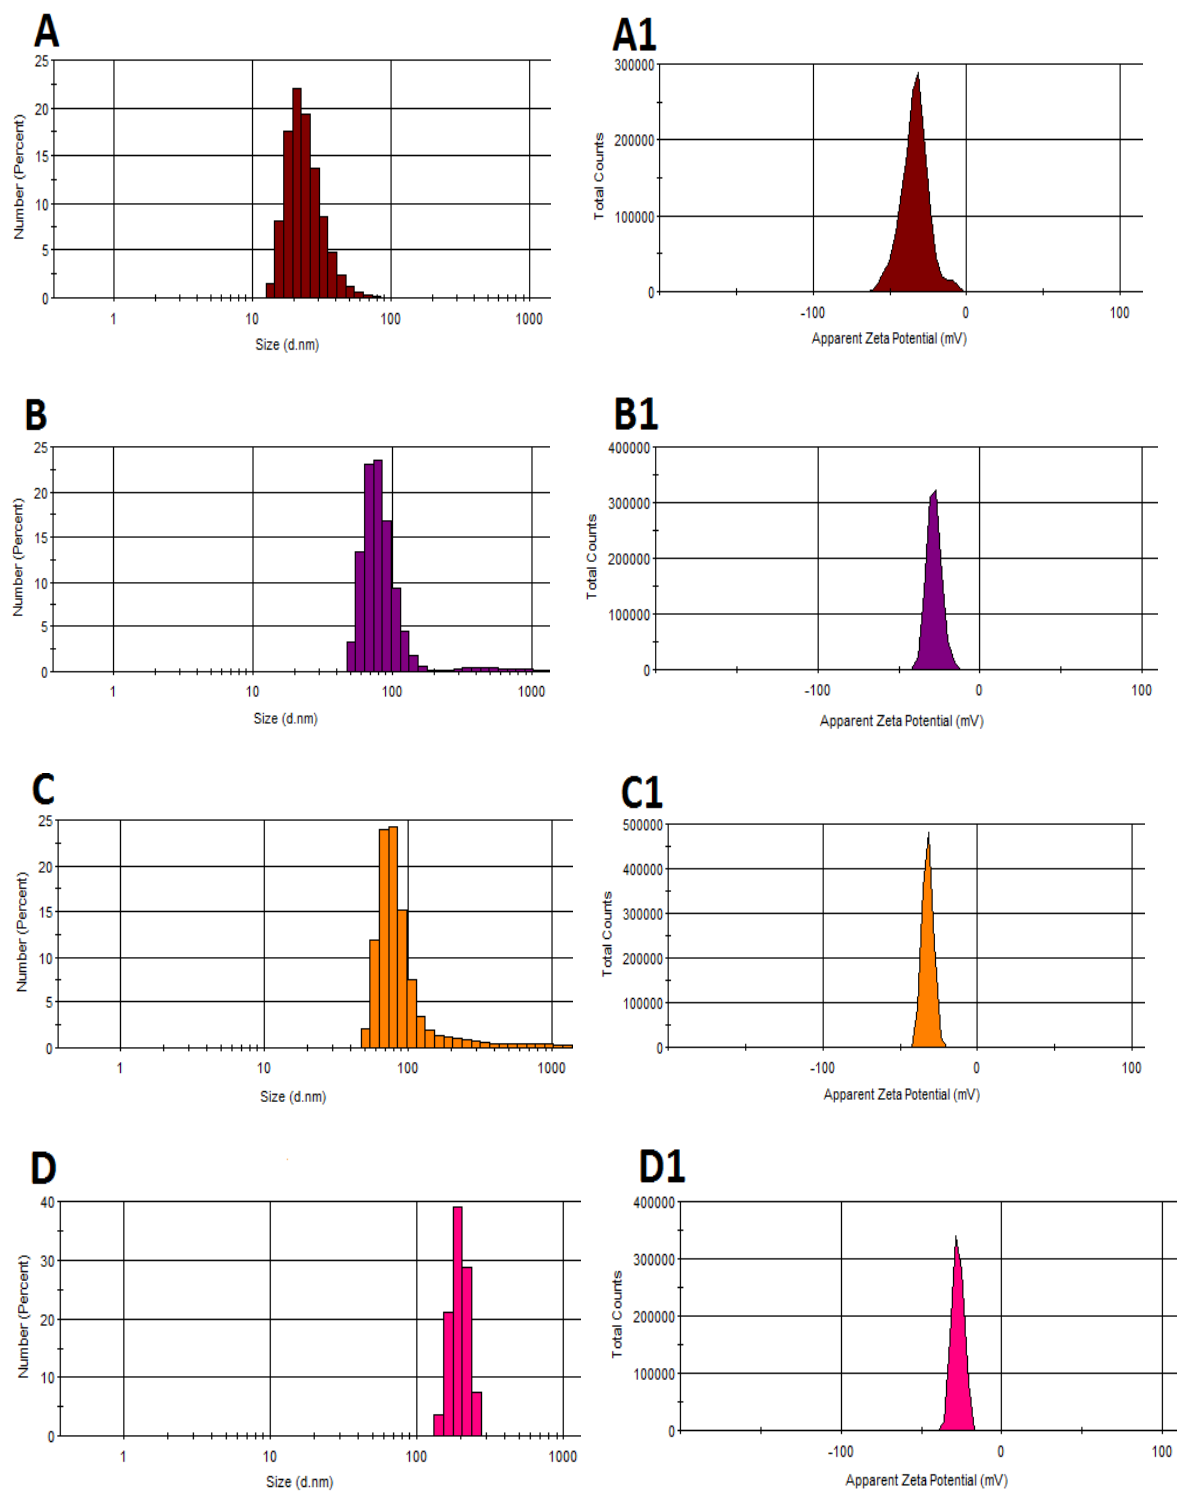 A
25
20
15
10
5
0
Number (Percent)
1 10 100 1000
Size (d.nm)
A1
300000
200000
100000
0
Total Counts
-100 0 100
Apparent Zeta Potential (mV)
B
25
20
15
10
5
0
Number (Percent)
1 10 100 1000
Size (d.nm)
B1
400000
300000
200000
100000
0
Total Counts
-100 0 100
Apparent Zeta Potential (mV)
C
25
20
15
10
5
0
Number (Percent)
1 10 100 1000
Size (d.nm)
C1
500000
400000
300000
200000
100000
0
Total Counts
-100 0 100
Apparent Zeta Potential (mV)
D
40
30
20
10
0
Number (Percent)
1 10 100 1000
Size (d.nm)
D1
400000
300000
200000
100000
0
Total Counts
-100 0 100
Apparent Zeta Potential (mV)